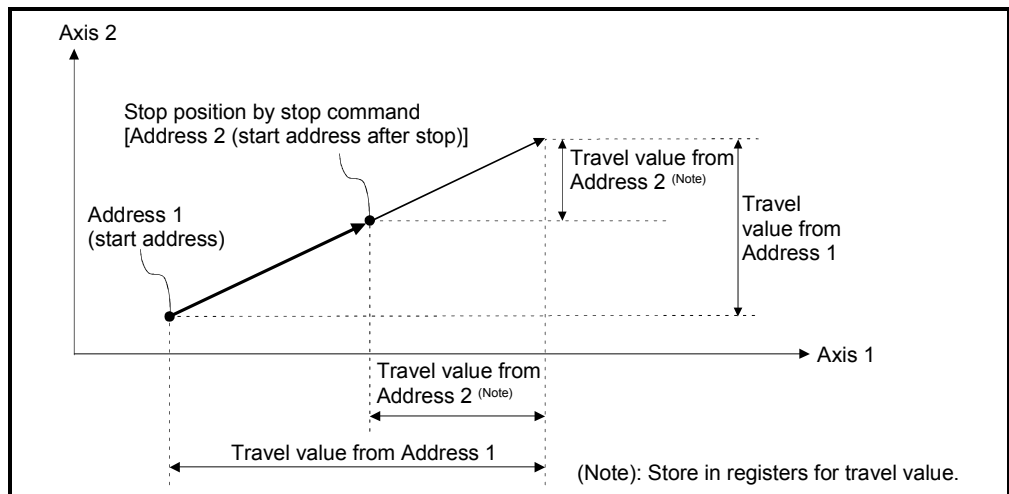 Axis 2
Stop position by stop command
[Address 2 (start address after stop)]
Travel value from
Address 2 (Note)
Address 1
(start address)
Travel
value from
Address 1
Axis 1
Travel value from
Address 2 (Note)
Travel value from Address 1
(Note): Store in registers for travel value.